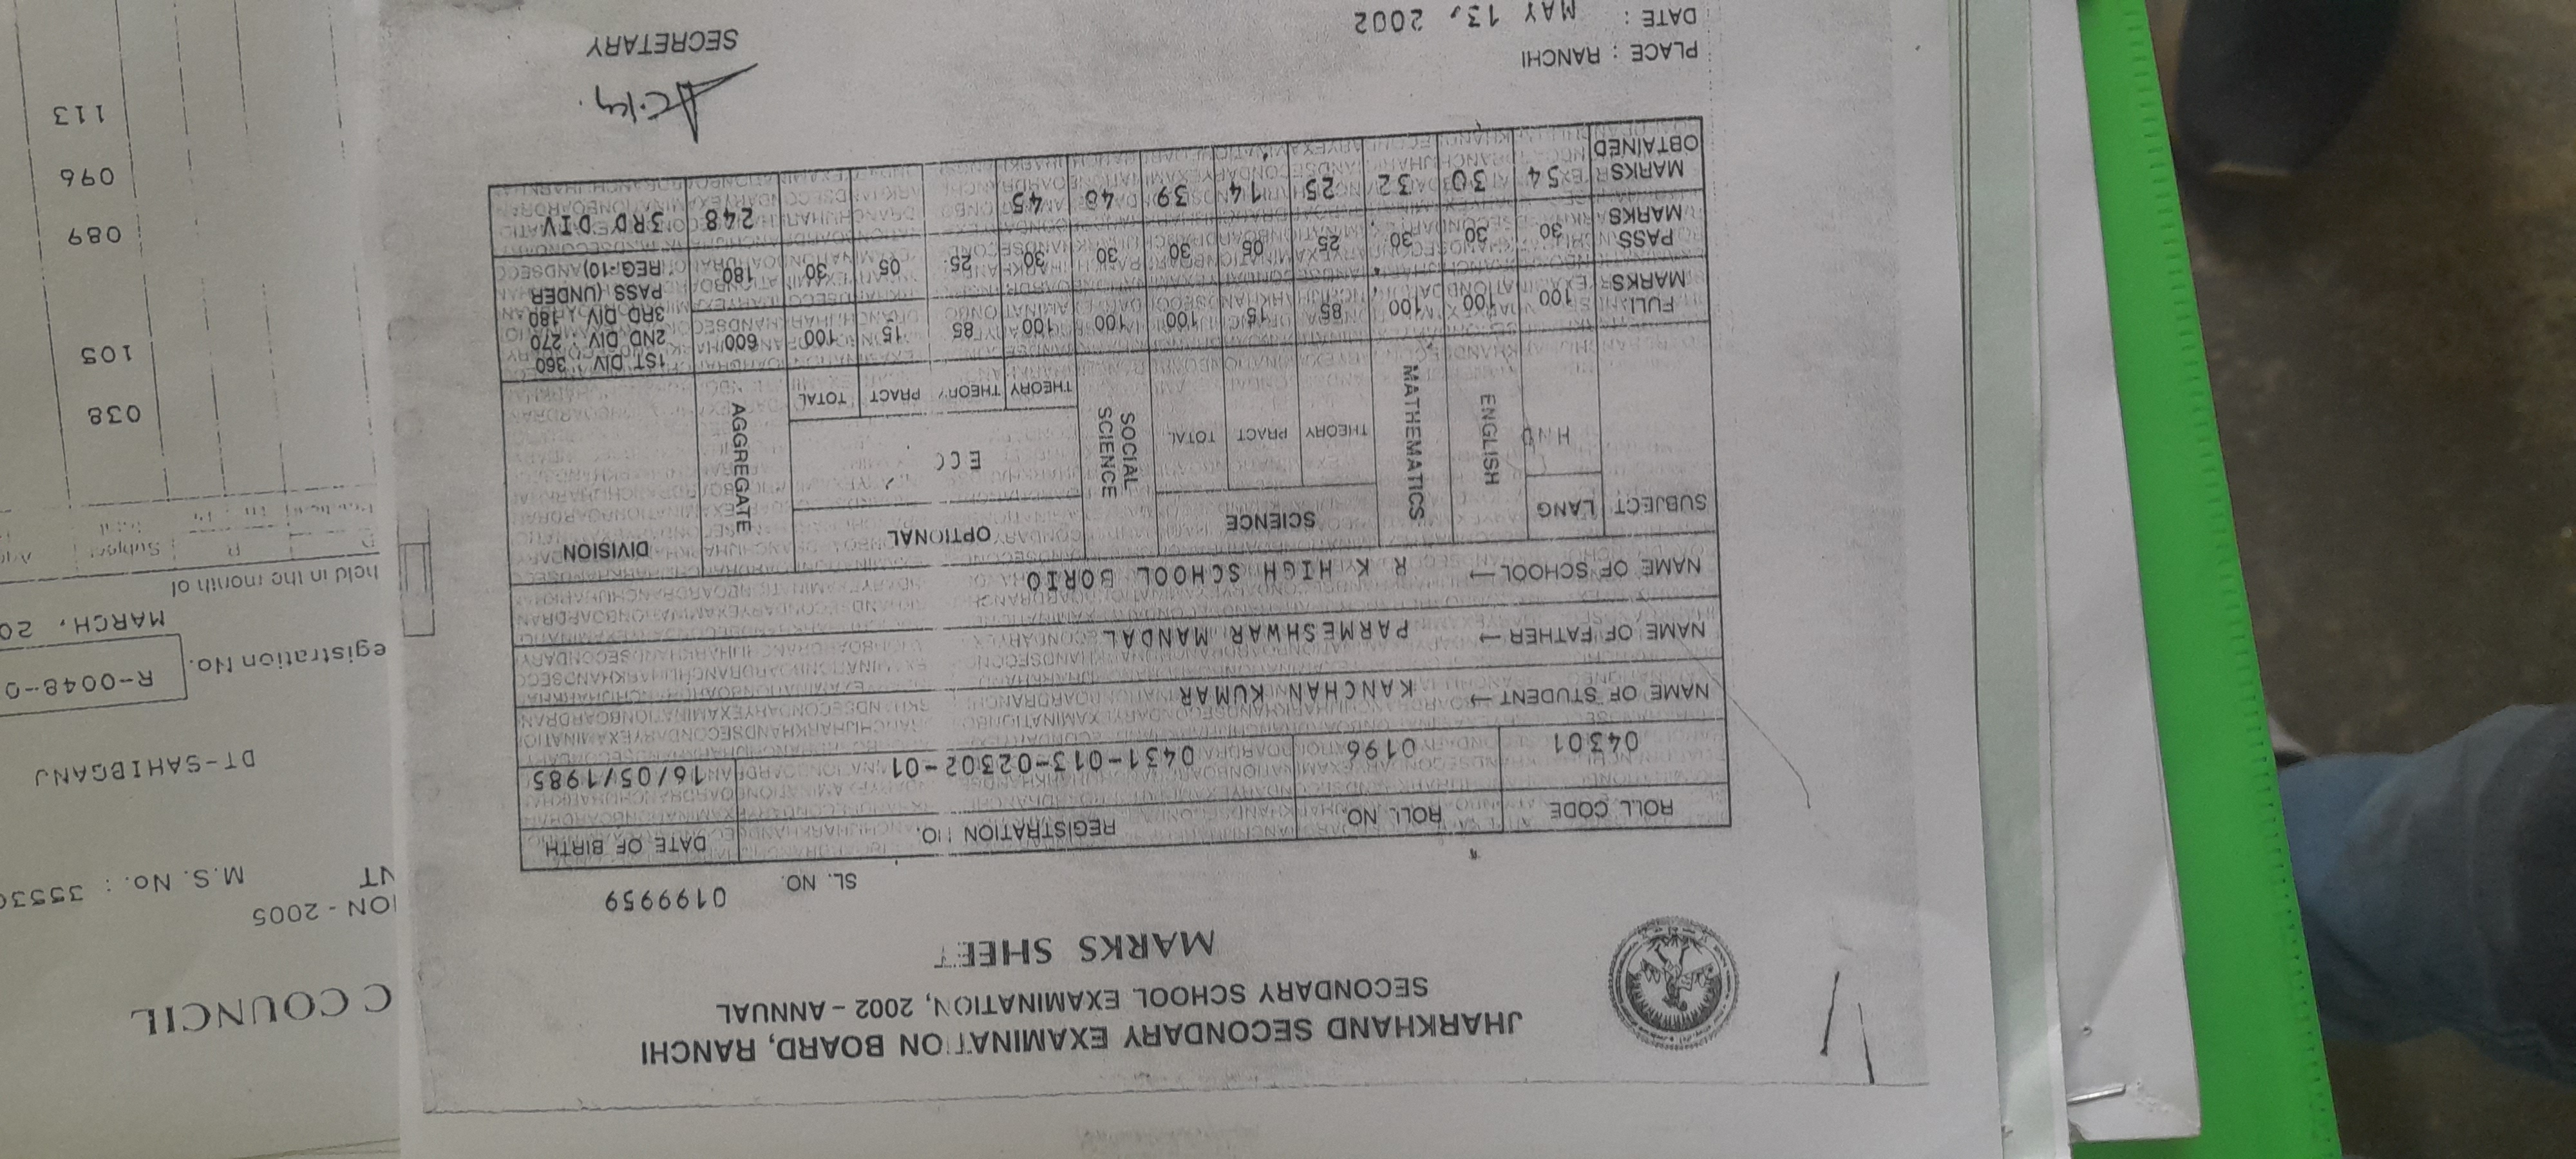 JHARKHAND SECONDARY EXAMINATION BOARD, RANCHI
SECONDARY SCHOOL EXAMINATION, 2002 – ANNUAL
MARKS SHEET
SL. NO. 0199959
ROLL CODE ROLL NO. REGISTRATION NO. DATE OF BIRTH
04301 0196 0431-013-02302-01 16/05/1985
NAME OF STUDENT → KANCHAN KUMAR
NAME OF FATHER → PARMESHWAR MANDAL
NAME OF SCHOOL → R K HIGH SCHOOL BORIO
SUBJECT LANG ENGLISH MATHEMATICS SCIENCE SOCIAL SCIENCE OPTIONAL AGGREGATE DIVISION
HND ECC
THEORY PRACT TOTAL THEORY THEORY PRACT TOTAL
FULL MARKS 100 100 100 85 15 100 100 100 85 15 100 600 1ST DIV : 360
2ND DIV : 270
3RD DIV : 180
PASS MARKS 30 30 30 25 05 30 30 30 25 05 30 180 PASS (UNDER
REG-10)
MARKS OBTAINED 54 30 32 25 14 39 48 45 248 3RD DIV
PLACE : RANCHI
DATE : MAY 13, 2002
SECRETARY
C COUNCIL
ION - 2005
NT M.S. No. : 3553
DT-SAHIBGANJ
egistration No. R-0048-0
MARCH, 20
held in the month of
Subject
038
105
089
096
113